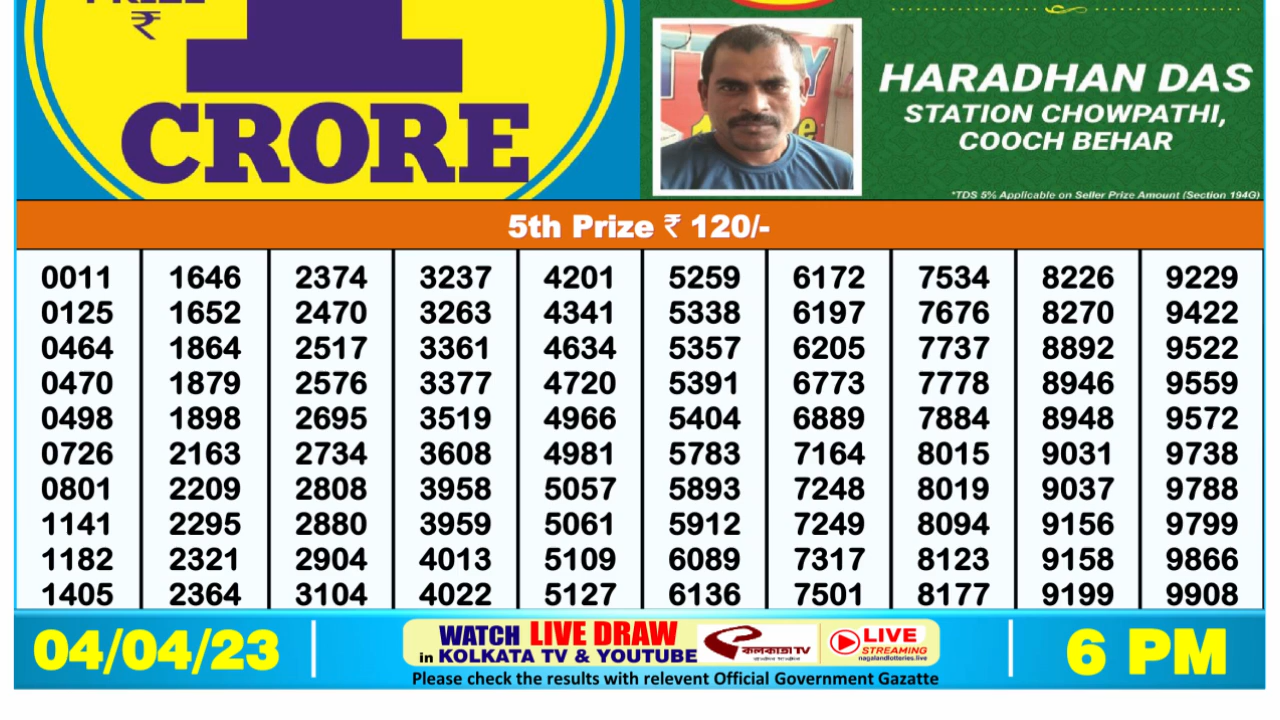 ₹
1
CRORE
HARADHAN DAS
STATION CHOWPATHI,
COOCH BEHAR
*TDS 5% Applicable on Seller Prize Amount (Section 194G)
5th Prize ₹ 120/-
0011 1646 2374 3237 4201 5259 6172 7534 8226 9229
0125 1652 2470 3263 4341 5338 6197 7676 8270 9422
0464 1864 2517 3361 4634 5357 6205 7737 8892 9522
0470 1879 2576 3377 4720 5391 6773 7778 8946 9559
0498 1898 2695 3519 4966 5404 6889 7884 8948 9572
0726 2163 2734 3608 4981 5783 7164 8015 9031 9738
0801 2209 2808 3958 5057 5893 7248 8019 9037 9788
1141 2295 2880 3959 5061 5912 7249 8094 9156 9799
1182 2321 2904 4013 5109 6089 7317 8123 9158 9866
1405 2364 3104 4022 5127 6136 7501 8177 9199 9908
04/04/23
WATCH LIVE DRAW
in KOLKATA TV & YOUTUBE
কলকাতা TV
LIVE
STREAMING
nagalandlotteries.live
Please check the results with relevent Official Government Gazatte
6 PM